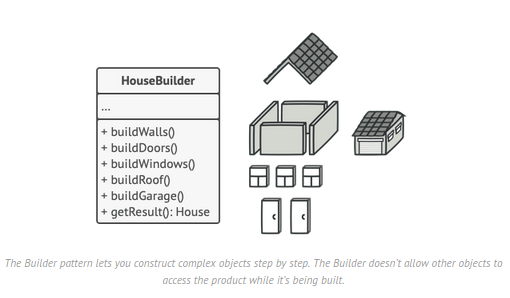 HouseBuilder
...
+ buildWalls()
+ buildDoors()
+ buildWindows()
+ buildRoof()
+ buildGarage()
+ getResult(): House
The Builder pattern lets you construct complex objects step by step. The Builder doesn't allow other objects to
access the product while it's being built.